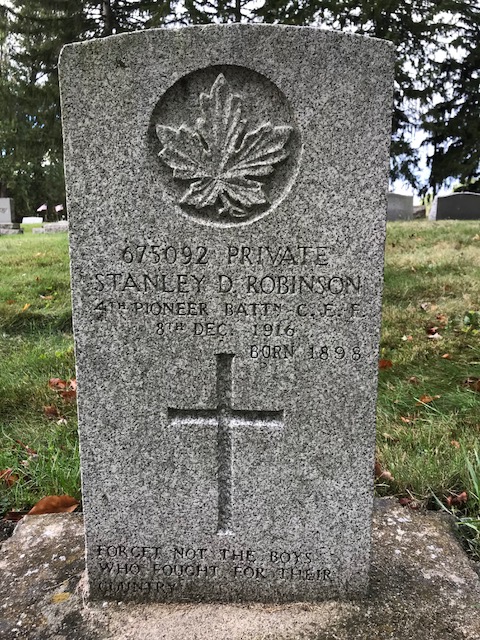 675092 PRIVATE
STANLEY D. ROBINSON
4TH PIONEER BATTN C. E. F.
8TH DEC. 1916
BORN 1898
FORGET NOT THE BOYS
WHO FOUGHT FOR THEIR
COUNTRY